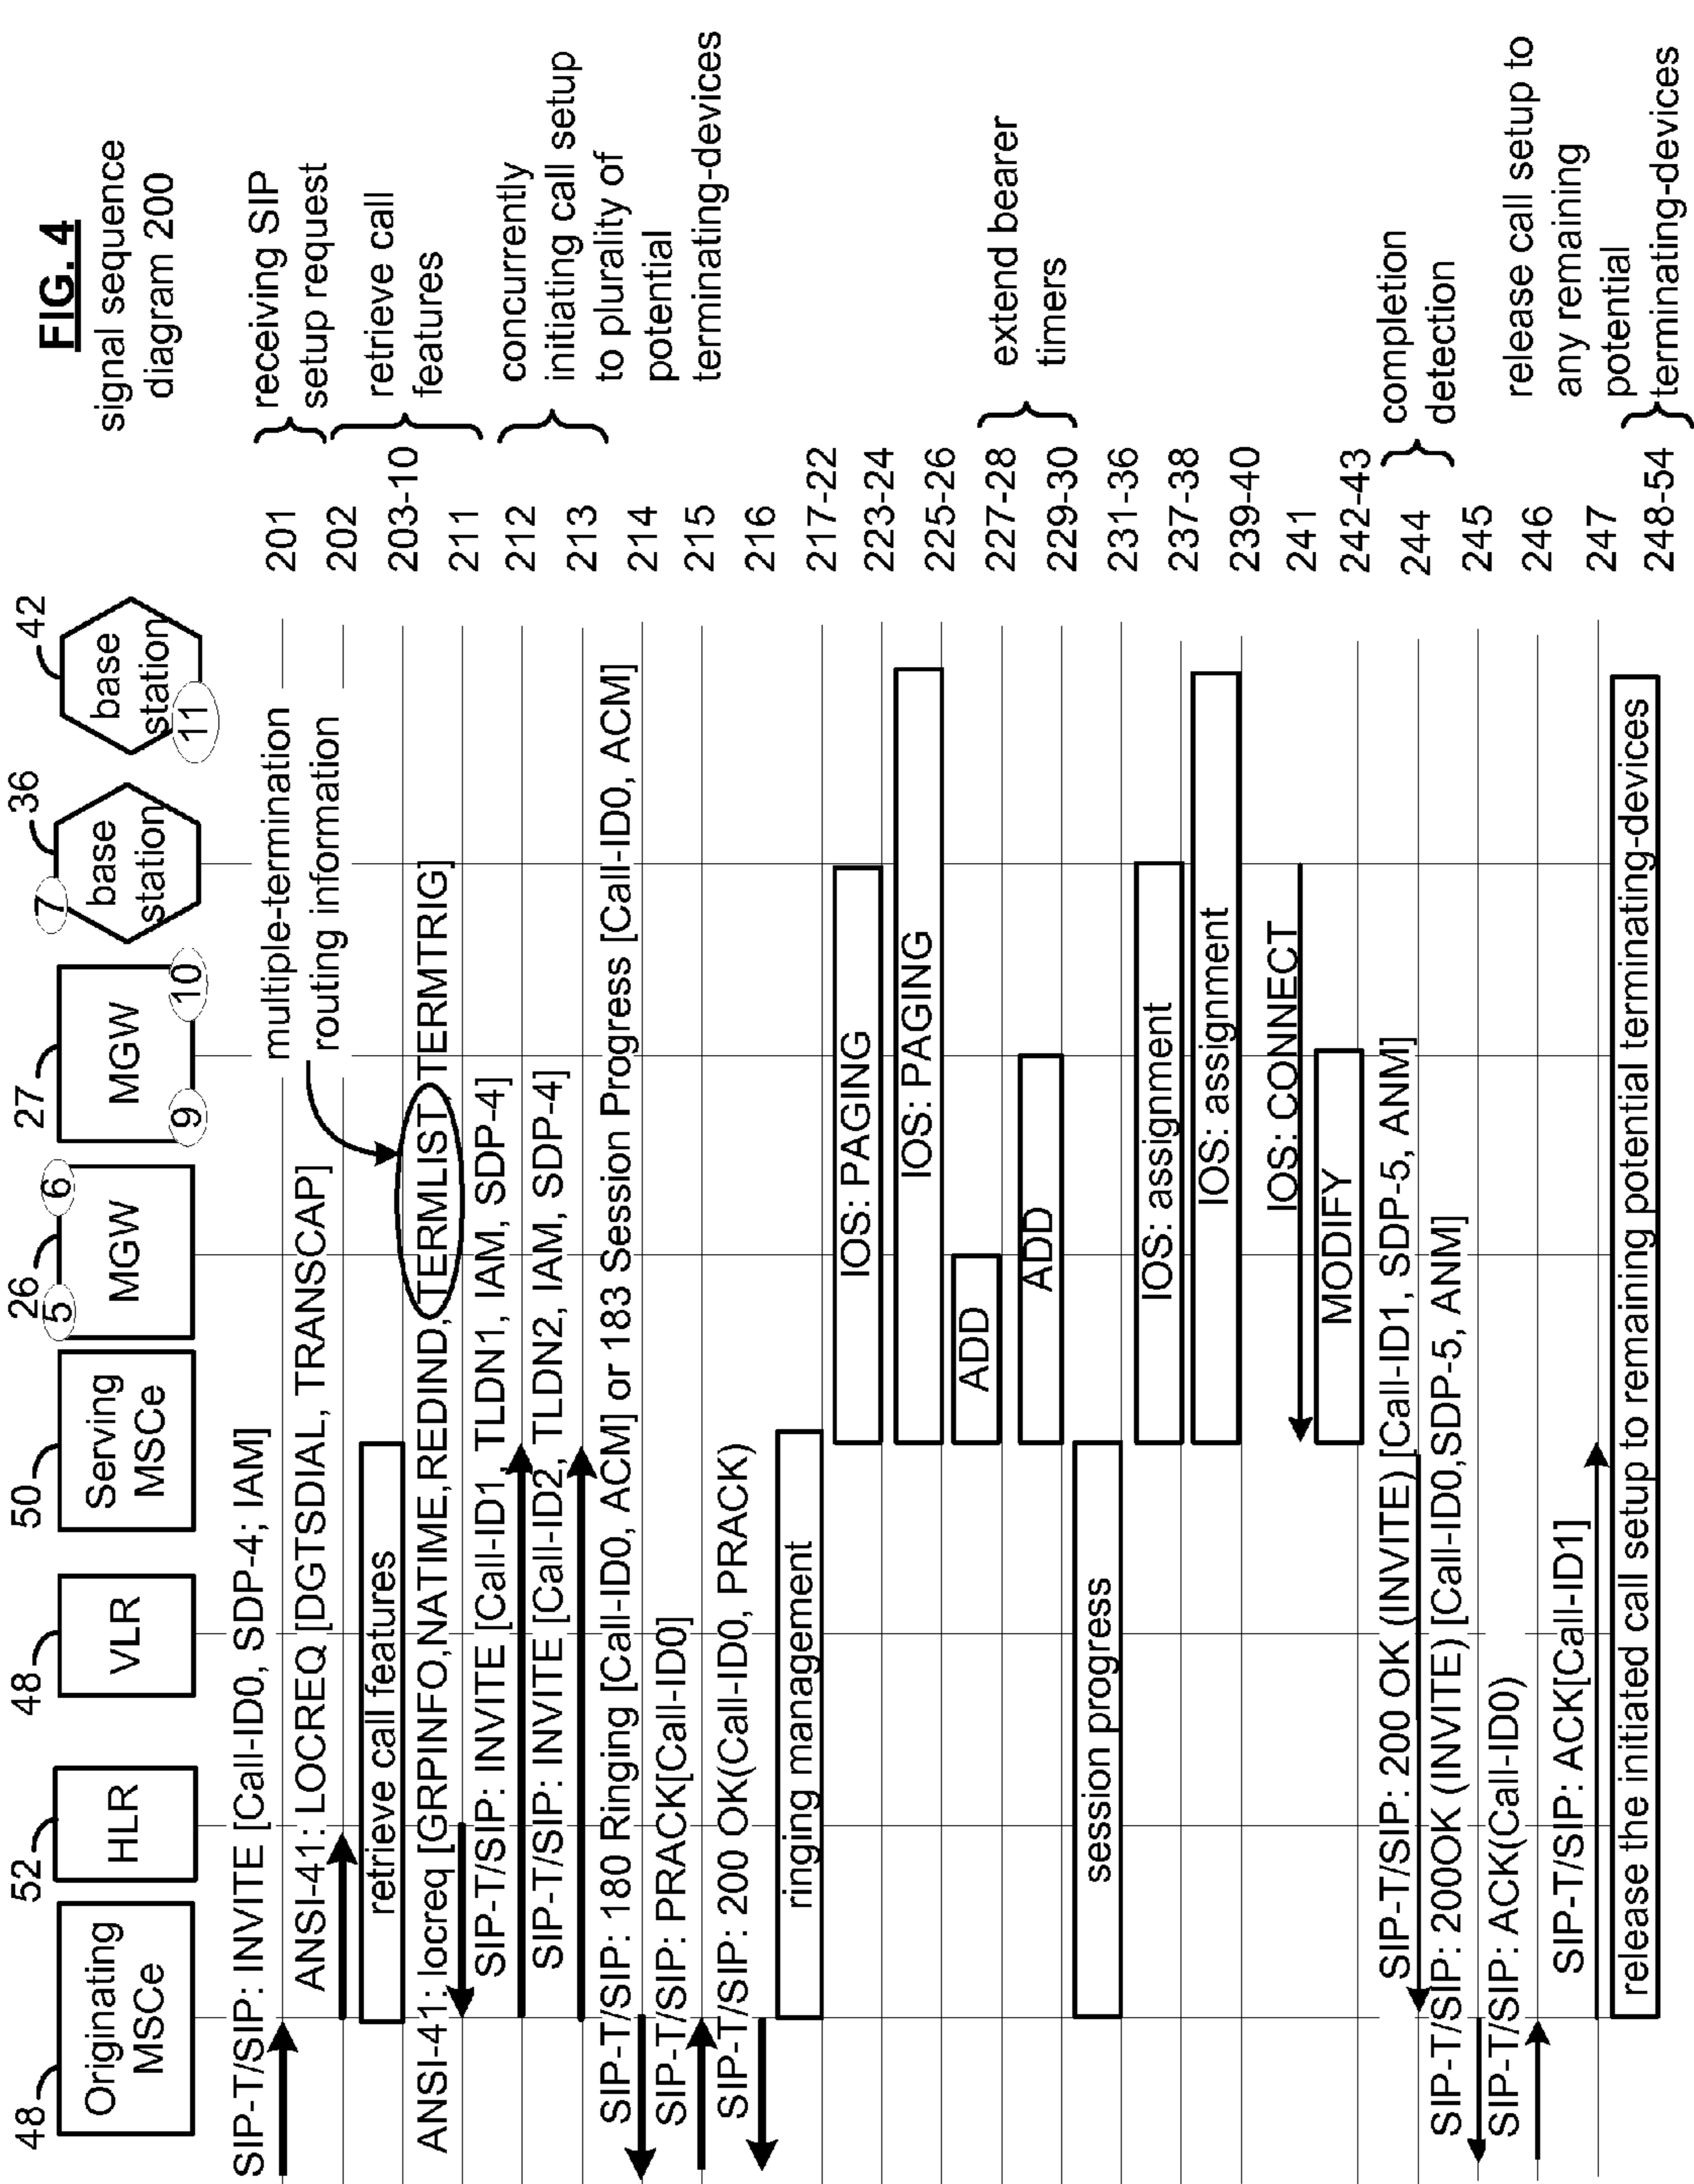 FIG. 4
signal sequence
diagram 200
48
52
48
50
26
27
36
42
Originating
MSCe
HLR
VLR
Serving
MSCe
5
6
MGW
MGW
9
10
7
base
station
base
station
11
SIP-T/SIP: INVITE [Call-ID0, SDP-4; IAM]
multiple-termination
routing information
201
receiving SIP
setup request
ANSI-41: LOCREQ [DGTSDIAL, TRANSCAP]
202
retrieve call features
203-10
retrieve call
features
ANSI-41: locreq [GRPINFO,NATIME,REDIND, TERMLIST TERMTRIG]
211
SIP-T/SIP: INVITE [Call-ID1, TLDN1, IAM, SDP-4]
212
SIP-T/SIP: INVITE [Call-ID2, TLDN2, IAM, SDP-4]
213
concurrently
initiating call setup
to plurality of
potential
terminating-devices
SIP-T/SIP: 180 Ringing [Call-ID0, ACM] or 183 Session Progress [Call-ID0, ACM]
214
SIP-T/SIP: PRACK[Call-ID0]
215
SIP-T/SIP: 200 OK(Call-ID0, PRACK)
216
ringing management
217-22
IOS: PAGING
223-24
IOS: PAGING
225-26
ADD
227-28
ADD
229-30
extend bearer
timers
session progress
231-36
IOS: assignment
237-38
IOS: assignment
239-40
IOS: CONNECT
241
MODIFY
242-43
SIP-T/SIP: 200 OK (INVITE) [Call-ID1, SDP-5, ANM]
244
completion
detection
SIP-T/SIP: 200OK (INVITE) [Call-ID0,SDP-5, ANM]
245
SIP-T/SIP: ACK(Call-ID0)
246
SIP-T/SIP: ACK[Call-ID1]
247
release the initiated call setup to remaining potential terminating-devices
248-54
release call setup to
any remaining
potential
terminating-devices